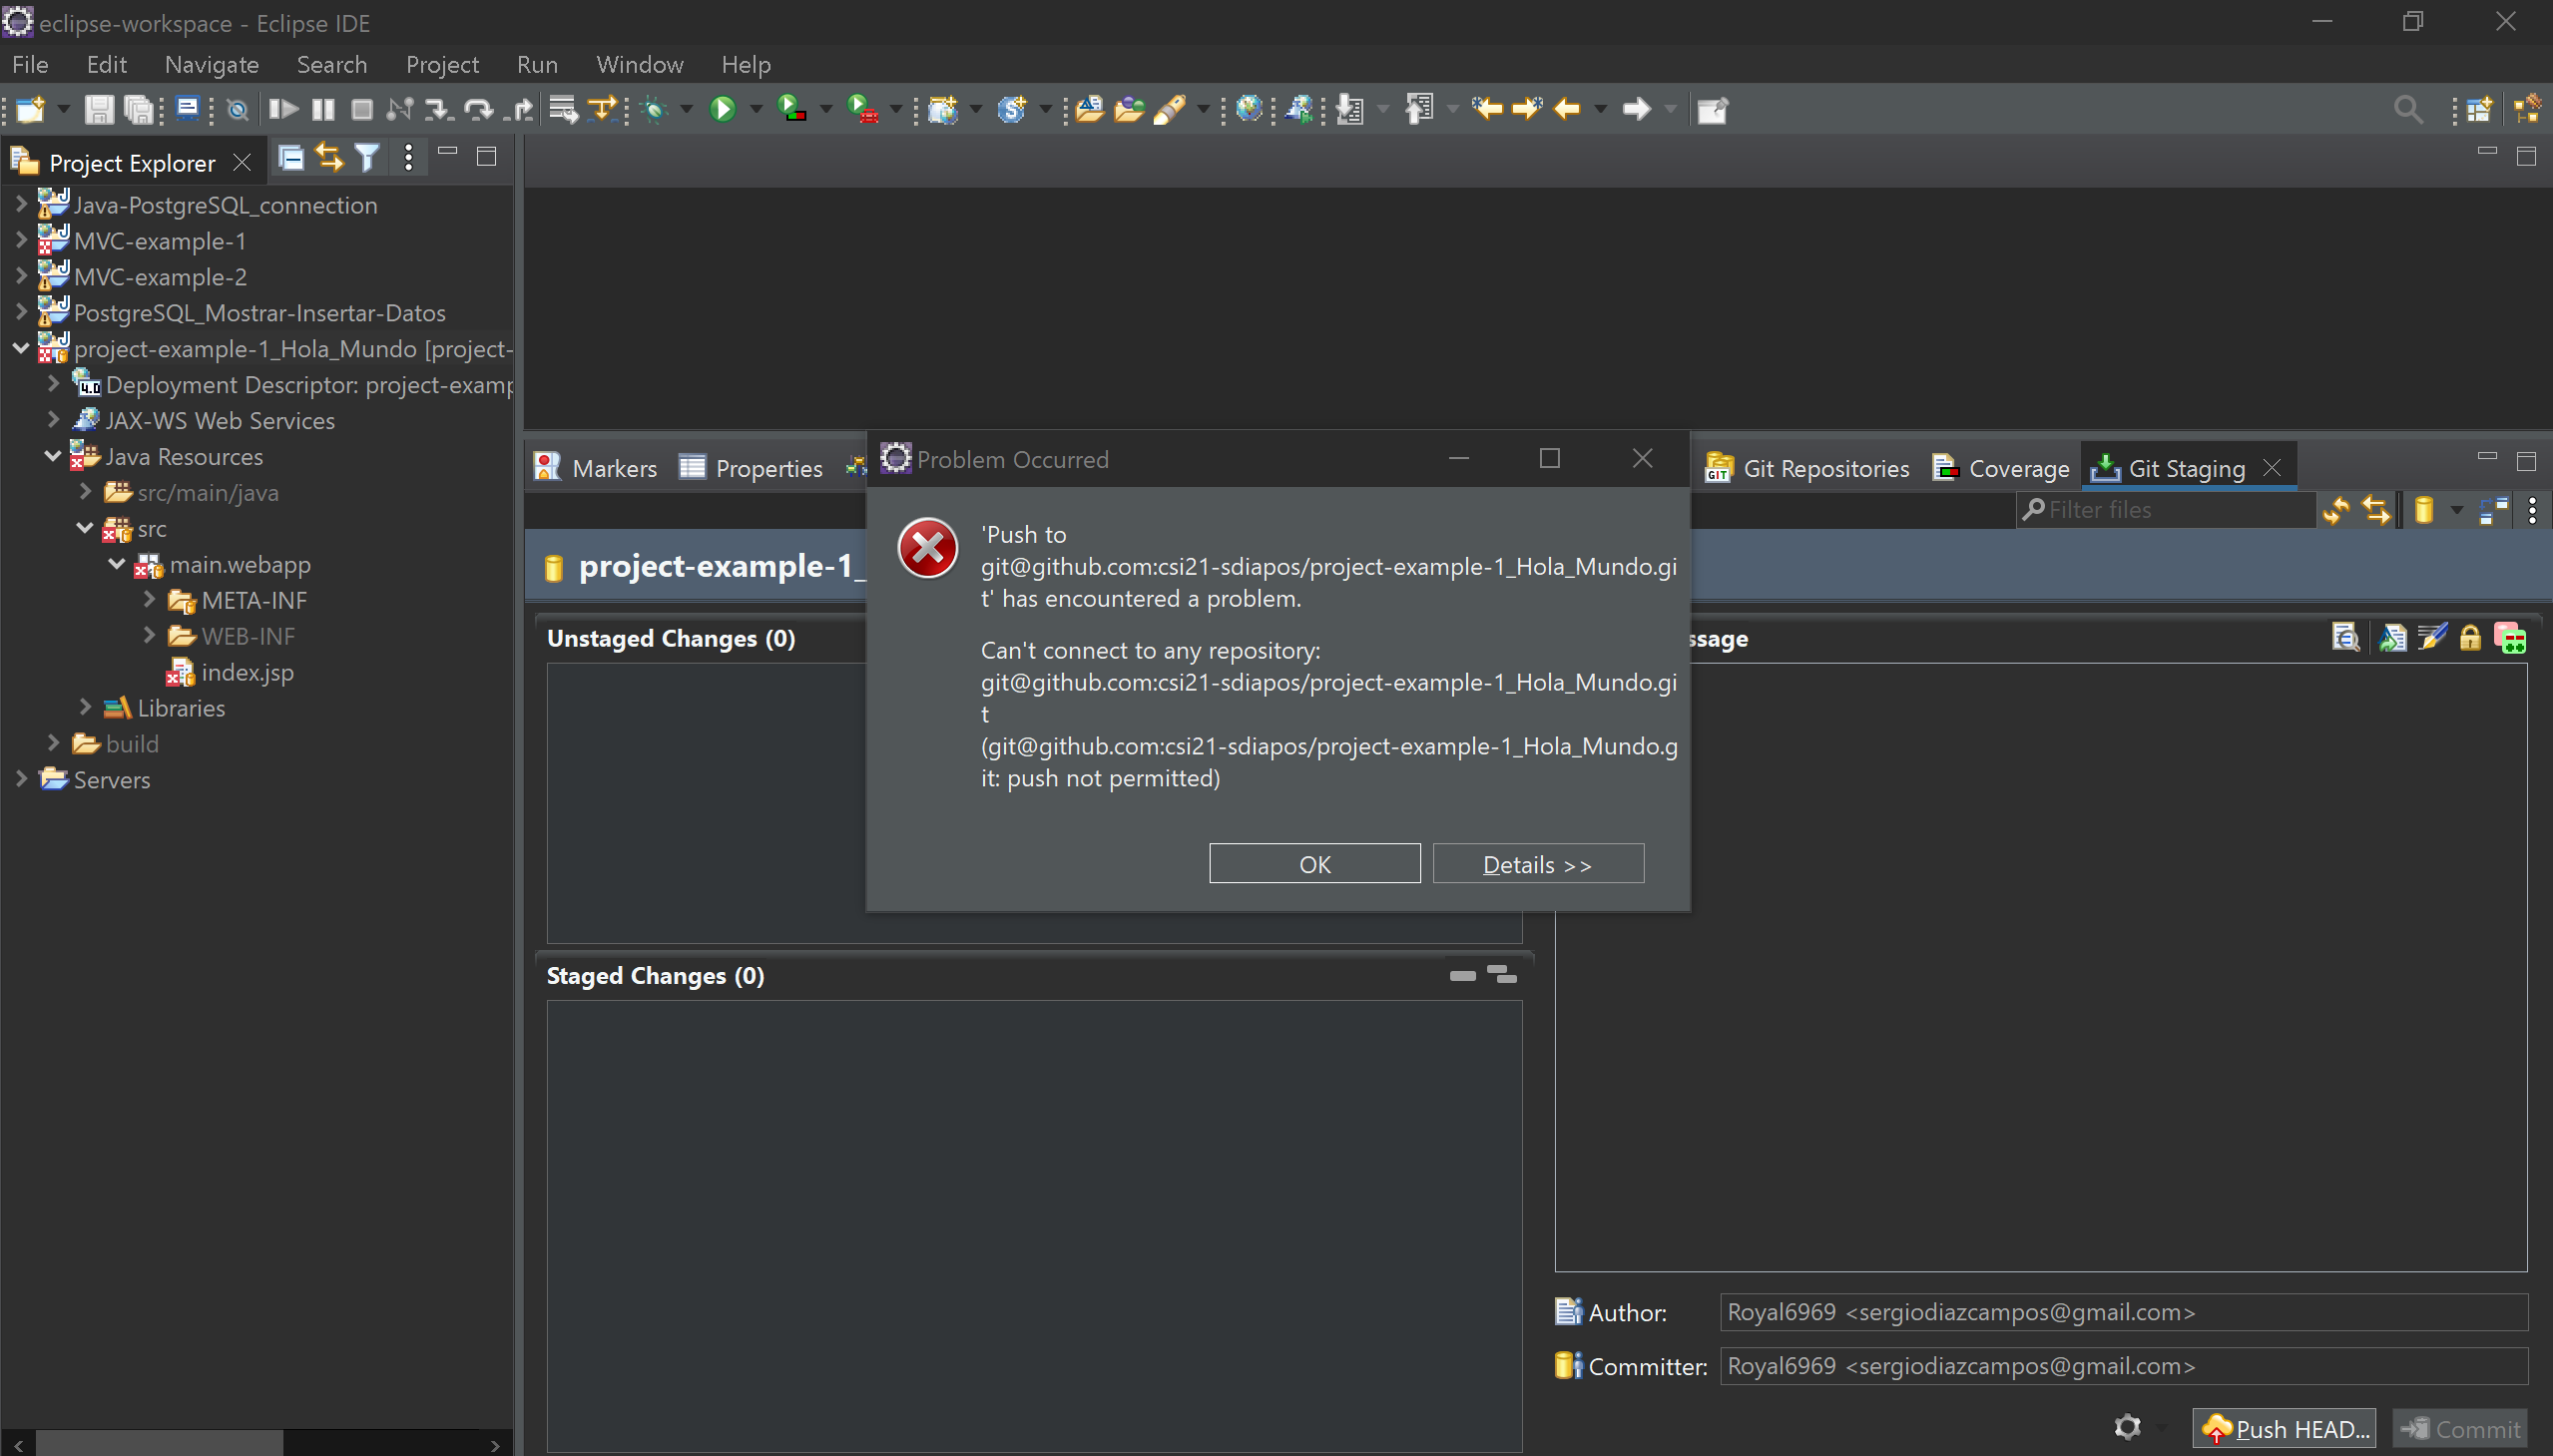 eclipse-workspace - Eclipse IDE
File Edit Navigate Search Project Run Window Help
Project Explorer
Java-PostgreSQL_connection
MVC-example-1
MVC-example-2
PostgreSQL_Mostrar-Insertar-Datos
project-example-1_Hola_Mundo [project-
Deployment Descriptor: project-examp
JAX-WS Web Services
Java Resources
src/main/java
src
main.webapp
META-INF
WEB-INF
index.jsp
Libraries
build
Servers
Markers Properties
Git Repositories Coverage Git Staging
Filter files
project-example-1_
Unstaged Changes (0)
ssage
Staged Changes (0)
Problem Occurred
'Push to
git@github.com:csi21-sdiapos/project-example-1_Hola_Mundo.gi
t' has encountered a problem.
Can't connect to any repository:
git@github.com:csi21-sdiapos/project-example-1_Hola_Mundo.gi
t
(git@github.com:csi21-sdiapos/project-example-1_Hola_Mundo.g
it: push not permitted)
OK Details >>
Author: Royal6969 <sergiodiazcampos@gmail.com>
Committer: Royal6969 <sergiodiazcampos@gmail.com>
Push HEAD... Commit